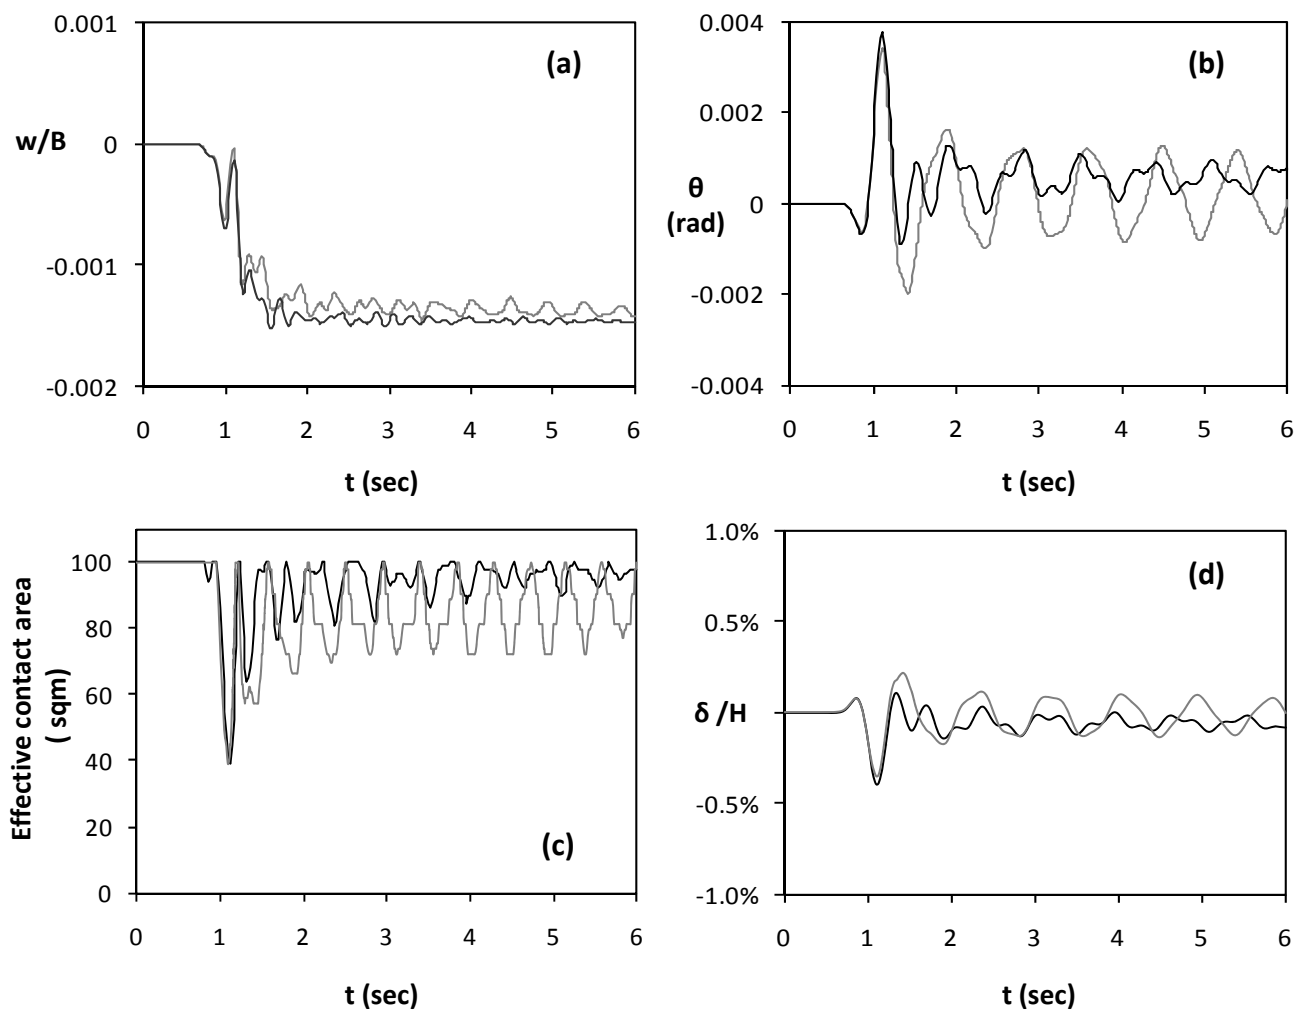 0.001
(a)
w/B
0
-0.001
-0.002
0 1 2 3 4 5 6
t (sec)
0.004
(b)
0.002
θ
(rad)
0
-0.002
-0.004
0 1 2 3 4 5 6
t (sec)
Effective contact area
( sqm)
100
80
60
40
20
0
(c)
0 1 2 3 4 5 6
t (sec)
1.0%
(d)
0.5%
δ /H
0.0%
-0.5%
-1.0%
0 1 2 3 4 5 6
t (sec)